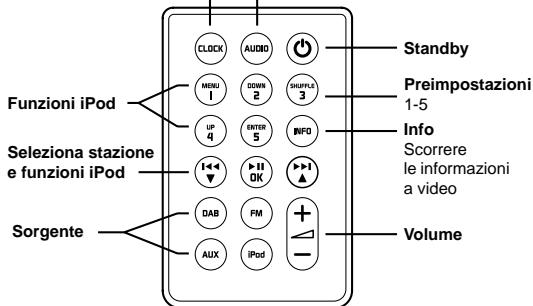 CLOCK AUDIO
Standby
MENU 1 DOWN 2 SHUFFLE 3
Preimpostazioni
1-5
Funzioni iPod
UP 4 ENTER 5 INFO
Info
Scorrere
le informazioni
a video
Seleziona stazione
e funzioni iPod
OK
Sorgente
DAB FM
AUX iPod
Volume